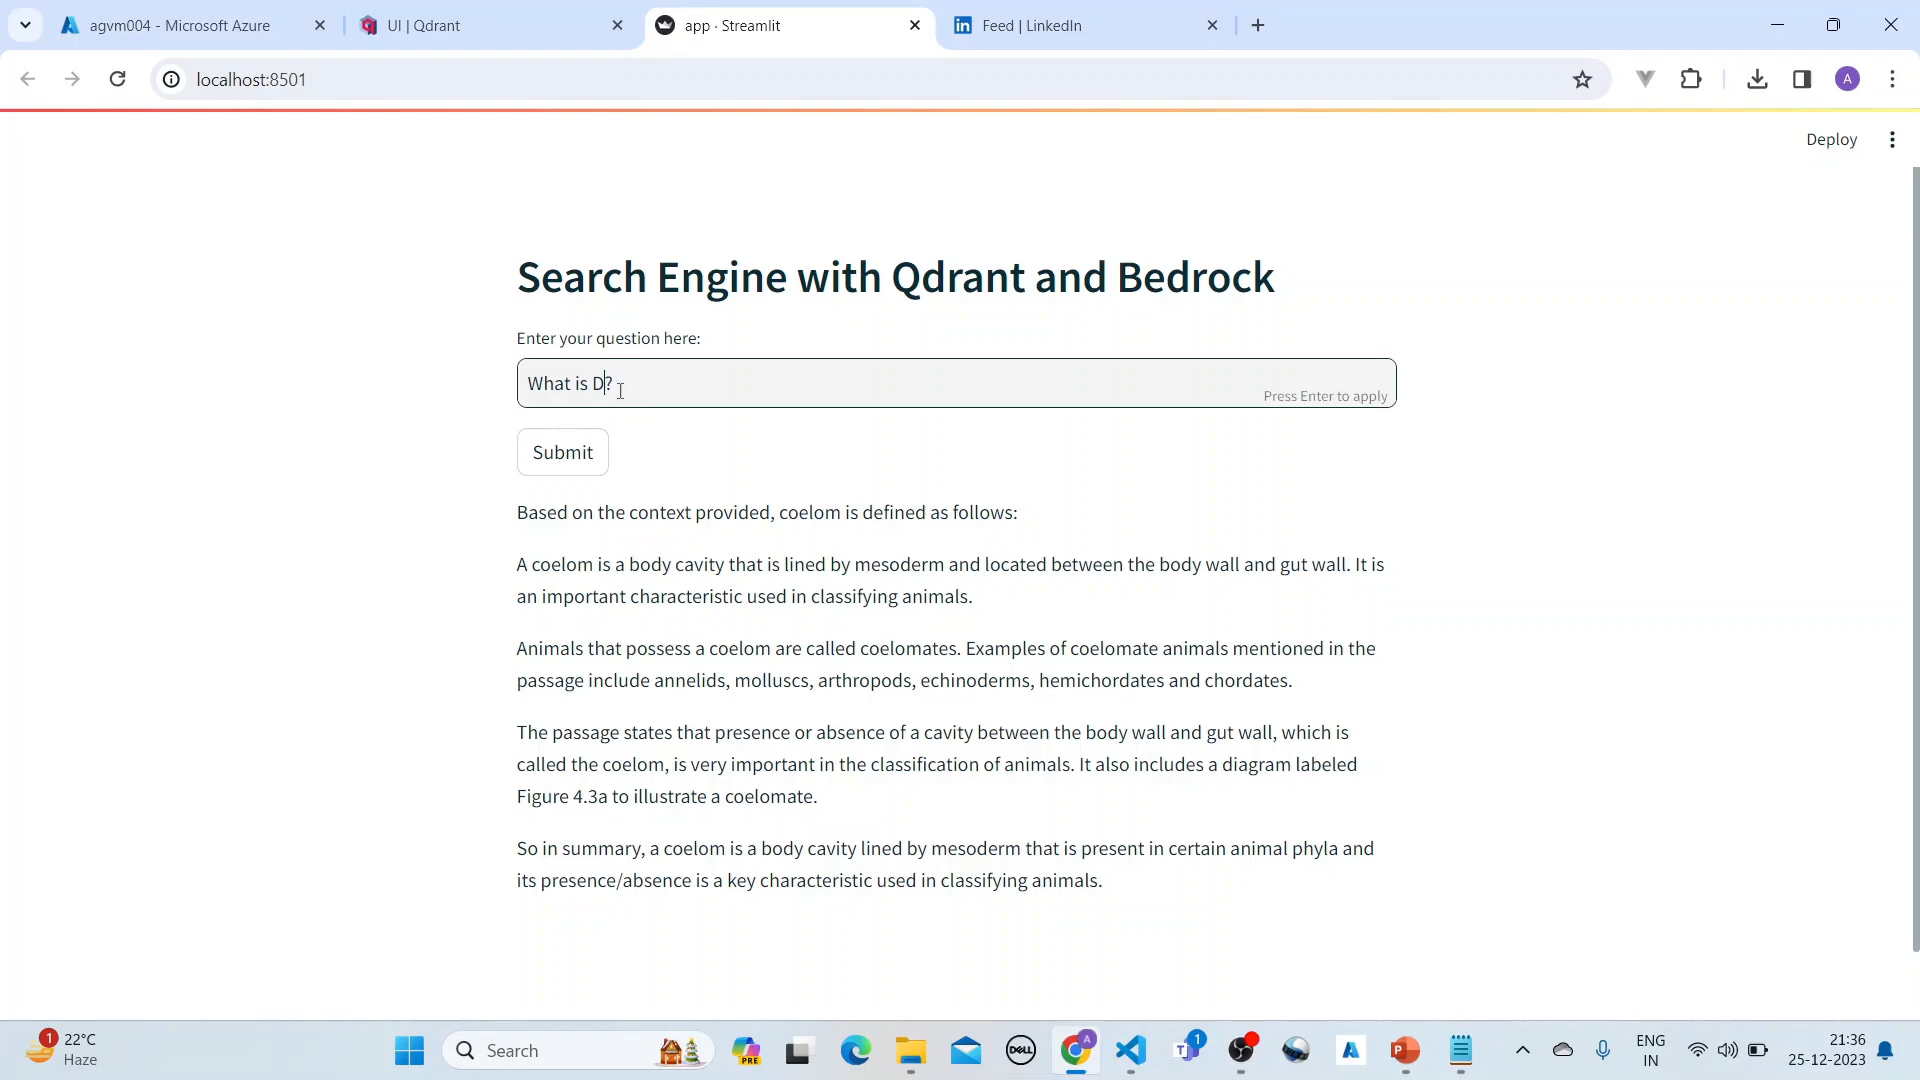 agvm004 - Microsoft Azure
UI | Qdrant
app · Streamlit
Feed | LinkedIn
localhost:8501
A
Deploy
Search Engine with Qdrant and Bedrock
Enter your question here:
What is D?
Press Enter to apply
Submit
Based on the context provided, coelom is defined as follows:
A coelom is a body cavity that is lined by mesoderm and located between the body wall and gut wall. It is
an important characteristic used in classifying animals.
Animals that possess a coelom are called coelomates. Examples of coelomate animals mentioned in the
passage include annelids, molluscs, arthropods, echinoderms, hemichordates and chordates.
The passage states that presence or absence of a cavity between the body wall and gut wall, which is
called the coelom, is very important in the classification of animals. It also includes a diagram labeled
Figure 4.3a to illustrate a coelomate.
So in summary, a coelom is a body cavity lined by mesoderm that is present in certain animal phyla and
its presence/absence is a key characteristic used in classifying animals.
1
22°C
Haze
Search
PRE
DELL
A
1
ENG
IN
21:36
25-12-2023